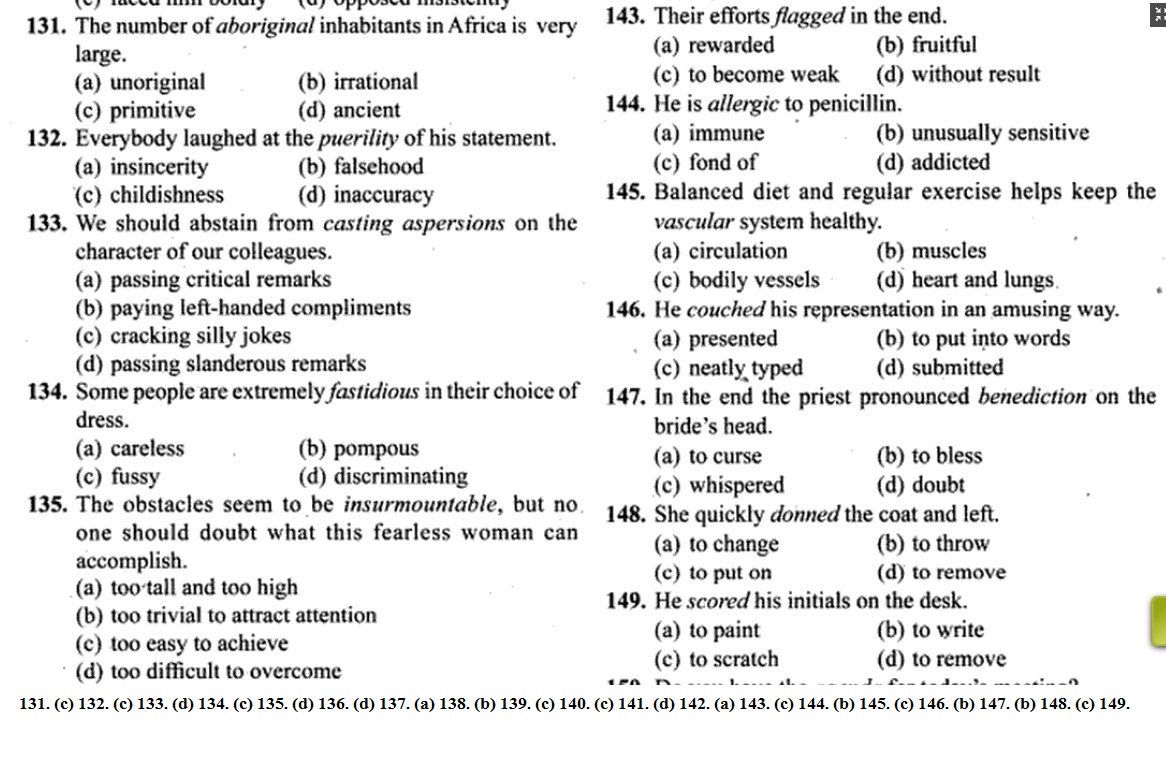 131. The number of aboriginal inhabitants in Africa is very
large.
(a) unoriginal (b) irrational
(c) primitive (d) ancient
132. Everybody laughed at the puerility of his statement.
(a) insincerity (b) falsehood
(c) childishness (d) inaccuracy
133. We should abstain from casting aspersions on the
character of our colleagues.
(a) passing critical remarks
(b) paying left-handed compliments
(c) cracking silly jokes
(d) passing slanderous remarks
134. Some people are extremely fastidious in their choice of
dress.
(a) careless (b) pompous
(c) fussy (d) discriminating
135. The obstacles seem to be insurmountable, but no
one should doubt what this fearless woman can
accomplish.
(a) too tall and too high
(b) too trivial to attract attention
(c) too easy to achieve
(d) too difficult to overcome
143. Their efforts flagged in the end.
(a) rewarded (b) fruitful
(c) to become weak (d) without result
144. He is allergic to penicillin.
(a) immune (b) unusually sensitive
(c) fond of (d) addicted
145. Balanced diet and regular exercise helps keep the
vascular system healthy.
(a) circulation (b) muscles
(c) bodily vessels (d) heart and lungs
146. He couched his representation in an amusing way.
(a) presented (b) to put into words
(c) neatly typed (d) submitted
147. In the end the priest pronounced benediction on the
bride's head.
(a) to curse (b) to bless
(c) whispered (d) doubt
148. She quickly donned the coat and left.
(a) to change (b) to throw
(c) to put on (d) to remove
149. He scored his initials on the desk.
(a) to paint (b) to write
(c) to scratch (d) to remove
131. (c) 132. (c) 133. (d) 134. (c) 135. (d) 136. (d) 137. (a) 138. (b) 139. (c) 140. (c) 141. (d) 142. (a) 143. (c) 144. (b) 145. (c) 146. (b) 147. (b) 148. (c) 149.